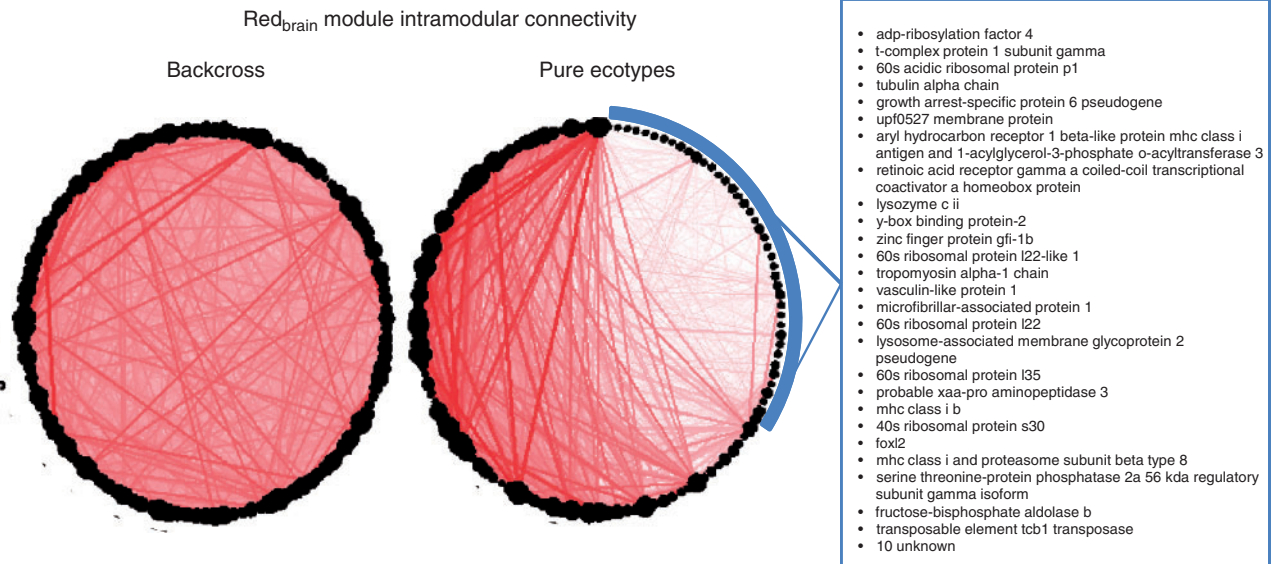 Red brain module intramodular connectivity
Backcross
Pure ecotypes
• adp-ribosylation factor 4
• t-complex protein 1 subunit gamma
• 60s acidic ribosomal protein p1
• tubulin alpha chain
• growth arrest-specific protein 6 pseudogene
• upf0527 membrane protein
• aryl hydrocarbon receptor 1 beta-like protein mhc class i
antigen and 1-acylglycerol-3-phosphate o-acyltransferase 3
• retinoic acid receptor gamma a coiled-coil transcriptional
coactivator a homeobox protein
• lysozyme c ii
• y-box binding protein-2
• zinc finger protein gfi-1b
• 60s ribosomal protein l22-like 1
• tropomyosin alpha-1 chain
• vasculin-like protein 1
• microfibrillar-associated protein 1
• 60s ribosomal protein l22
• lysosome-associated membrane glycoprotein 2
pseudogene
• 60s ribosomal protein l35
• probable xaa-pro aminopeptidase 3
• mhc class i b
• 40s ribosomal protein s30
• foxl2
• mhc class i and proteasome subunit beta type 8
• serine threonine-protein phosphatase 2a 56 kda regulatory
subunit gamma isoform
• fructose-bisphosphate aldolase b
• transposable element tcb1 transposase
• 10 unknown